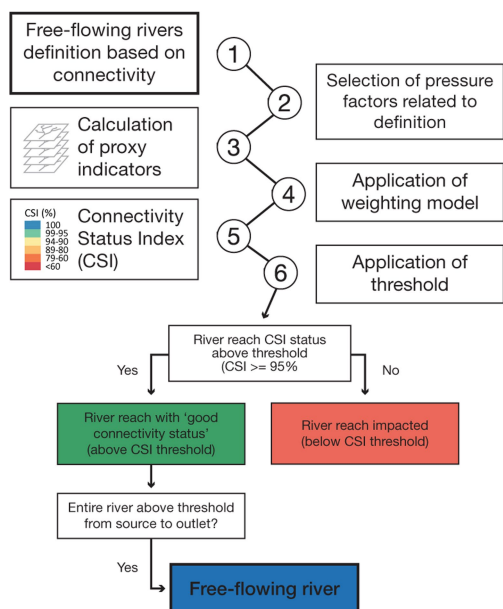 Free-flowing rivers
definition based on
connectivity
1
2
Selection of pressure
factors related to
definition
Calculation
of proxy
indicators
3
4
Application of
weighting model
CSI (%)
100
99-95
94-90
89-80
79-60
<60
Connectivity
Status Index
(CSI)
5
6
Application of
threshold
River reach CSI status
above threshold
(CSI >= 95%
Yes
No
River reach with 'good
connectivity status'
(above CSI threshold)
River reach impacted
(below CSI threshold)
Entire river above threshold
from source to outlet?
Yes
Free-flowing river